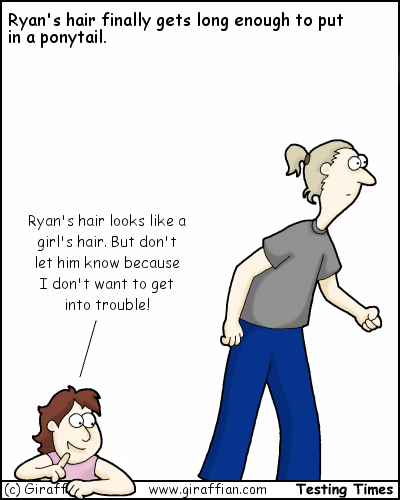 Ryan's hair finally gets long enough to put
in a ponytail.
Ryan's hair looks like a
girl's hair. But don't
let him know because
I don't want to get
into trouble!
(c) Giraff
www.giraffian.com
Testing Times